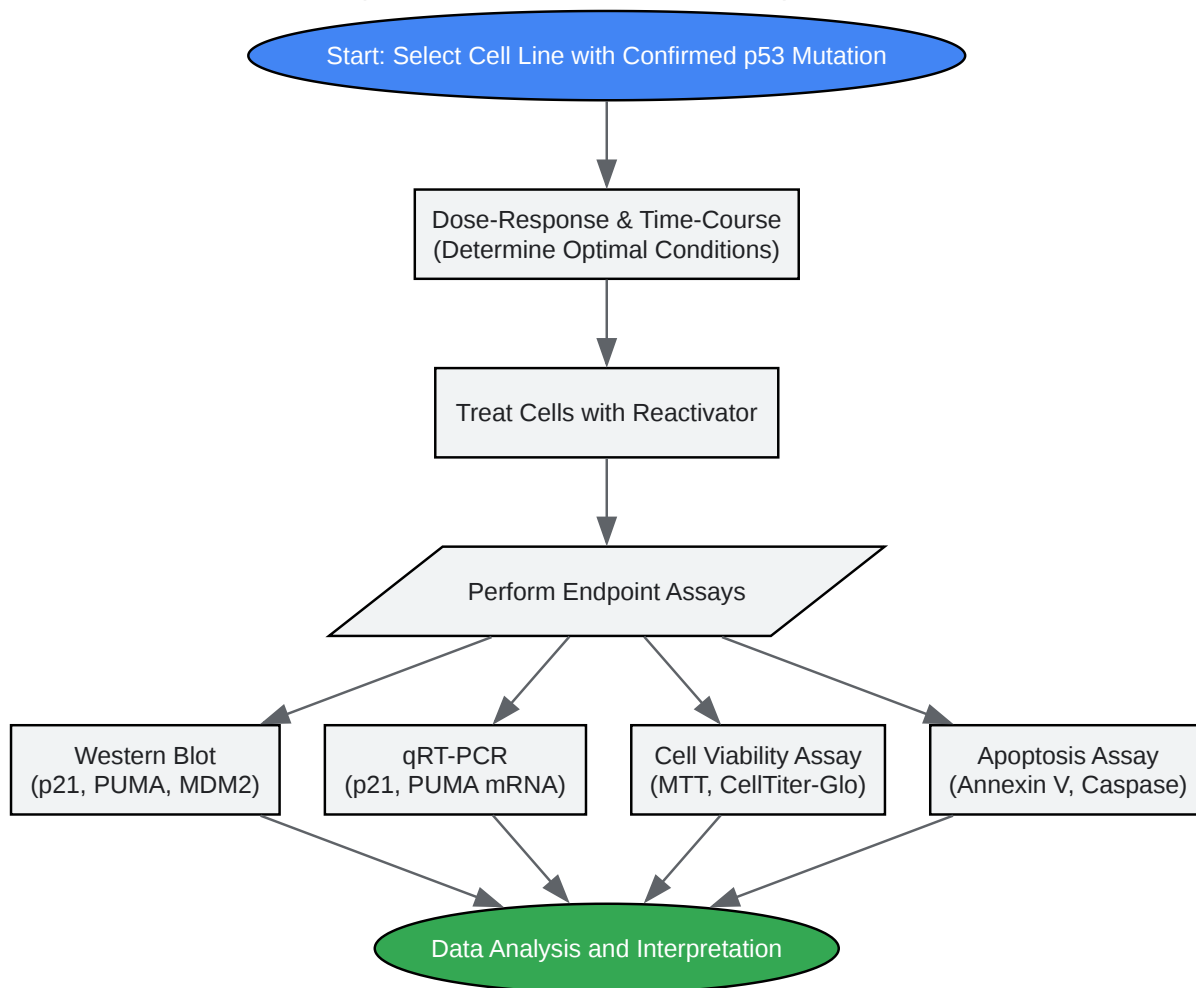 Start: Select Cell Line with Confirmed p53 Mutation
Dose-Response & Time-Course
(Determine Optimal Conditions)
Treat Cells with Reactivator
Perform Endpoint Assays
Western Blot
(p21, PUMA, MDM2)
qRT-PCR
(p21, PUMA mRNA)
Cell Viability Assay
(MTT, CellTiter-Glo)
Apoptosis Assay
(Annexin V, Caspase)
Data Analysis and Interpretation